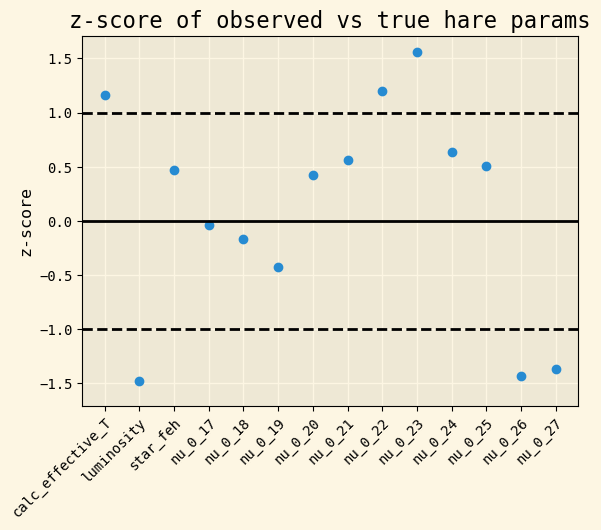 z-score of observed vs true hare params
z-score
1.5
1.0
0.5
0.0
−0.5
−1.0
−1.5
calc_effective_T
luminosity
star_feh
nu_0_17
nu_0_18
nu_0_19
nu_0_20
nu_0_21
nu_0_22
nu_0_23
nu_0_24
nu_0_25
nu_0_26
nu_0_27